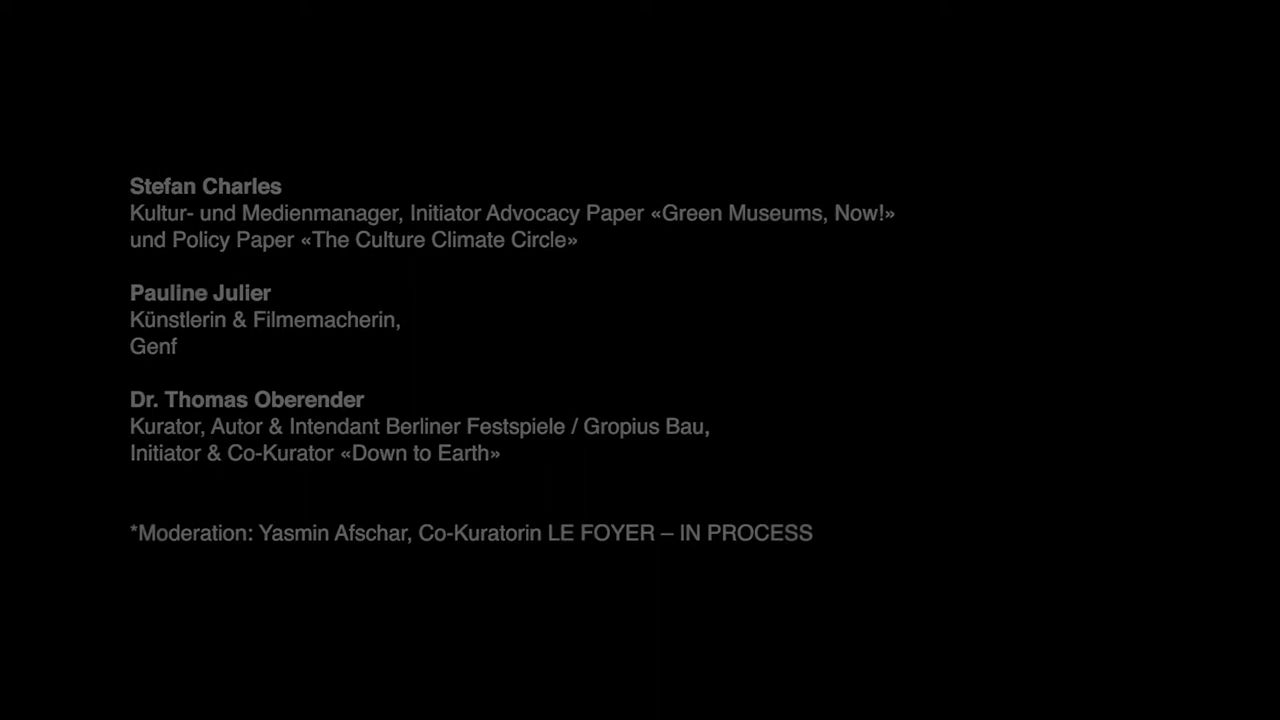 Stefan Charles
Kultur- und Medienmanager, Initiator Advocacy Paper «Green Museums, Now!»
und Policy Paper «The Culture Climate Circle»
Pauline Julier
Künstlerin & Filmemacherin,
Genf
Dr. Thomas Oberender
Kurator, Autor & Intendant Berliner Festspiele / Gropius Bau,
Initiator & Co-Kurator «Down to Earth»
*Moderation: Yasmin Afschar, Co-Kuratorin LE FOYER – IN PROCESS